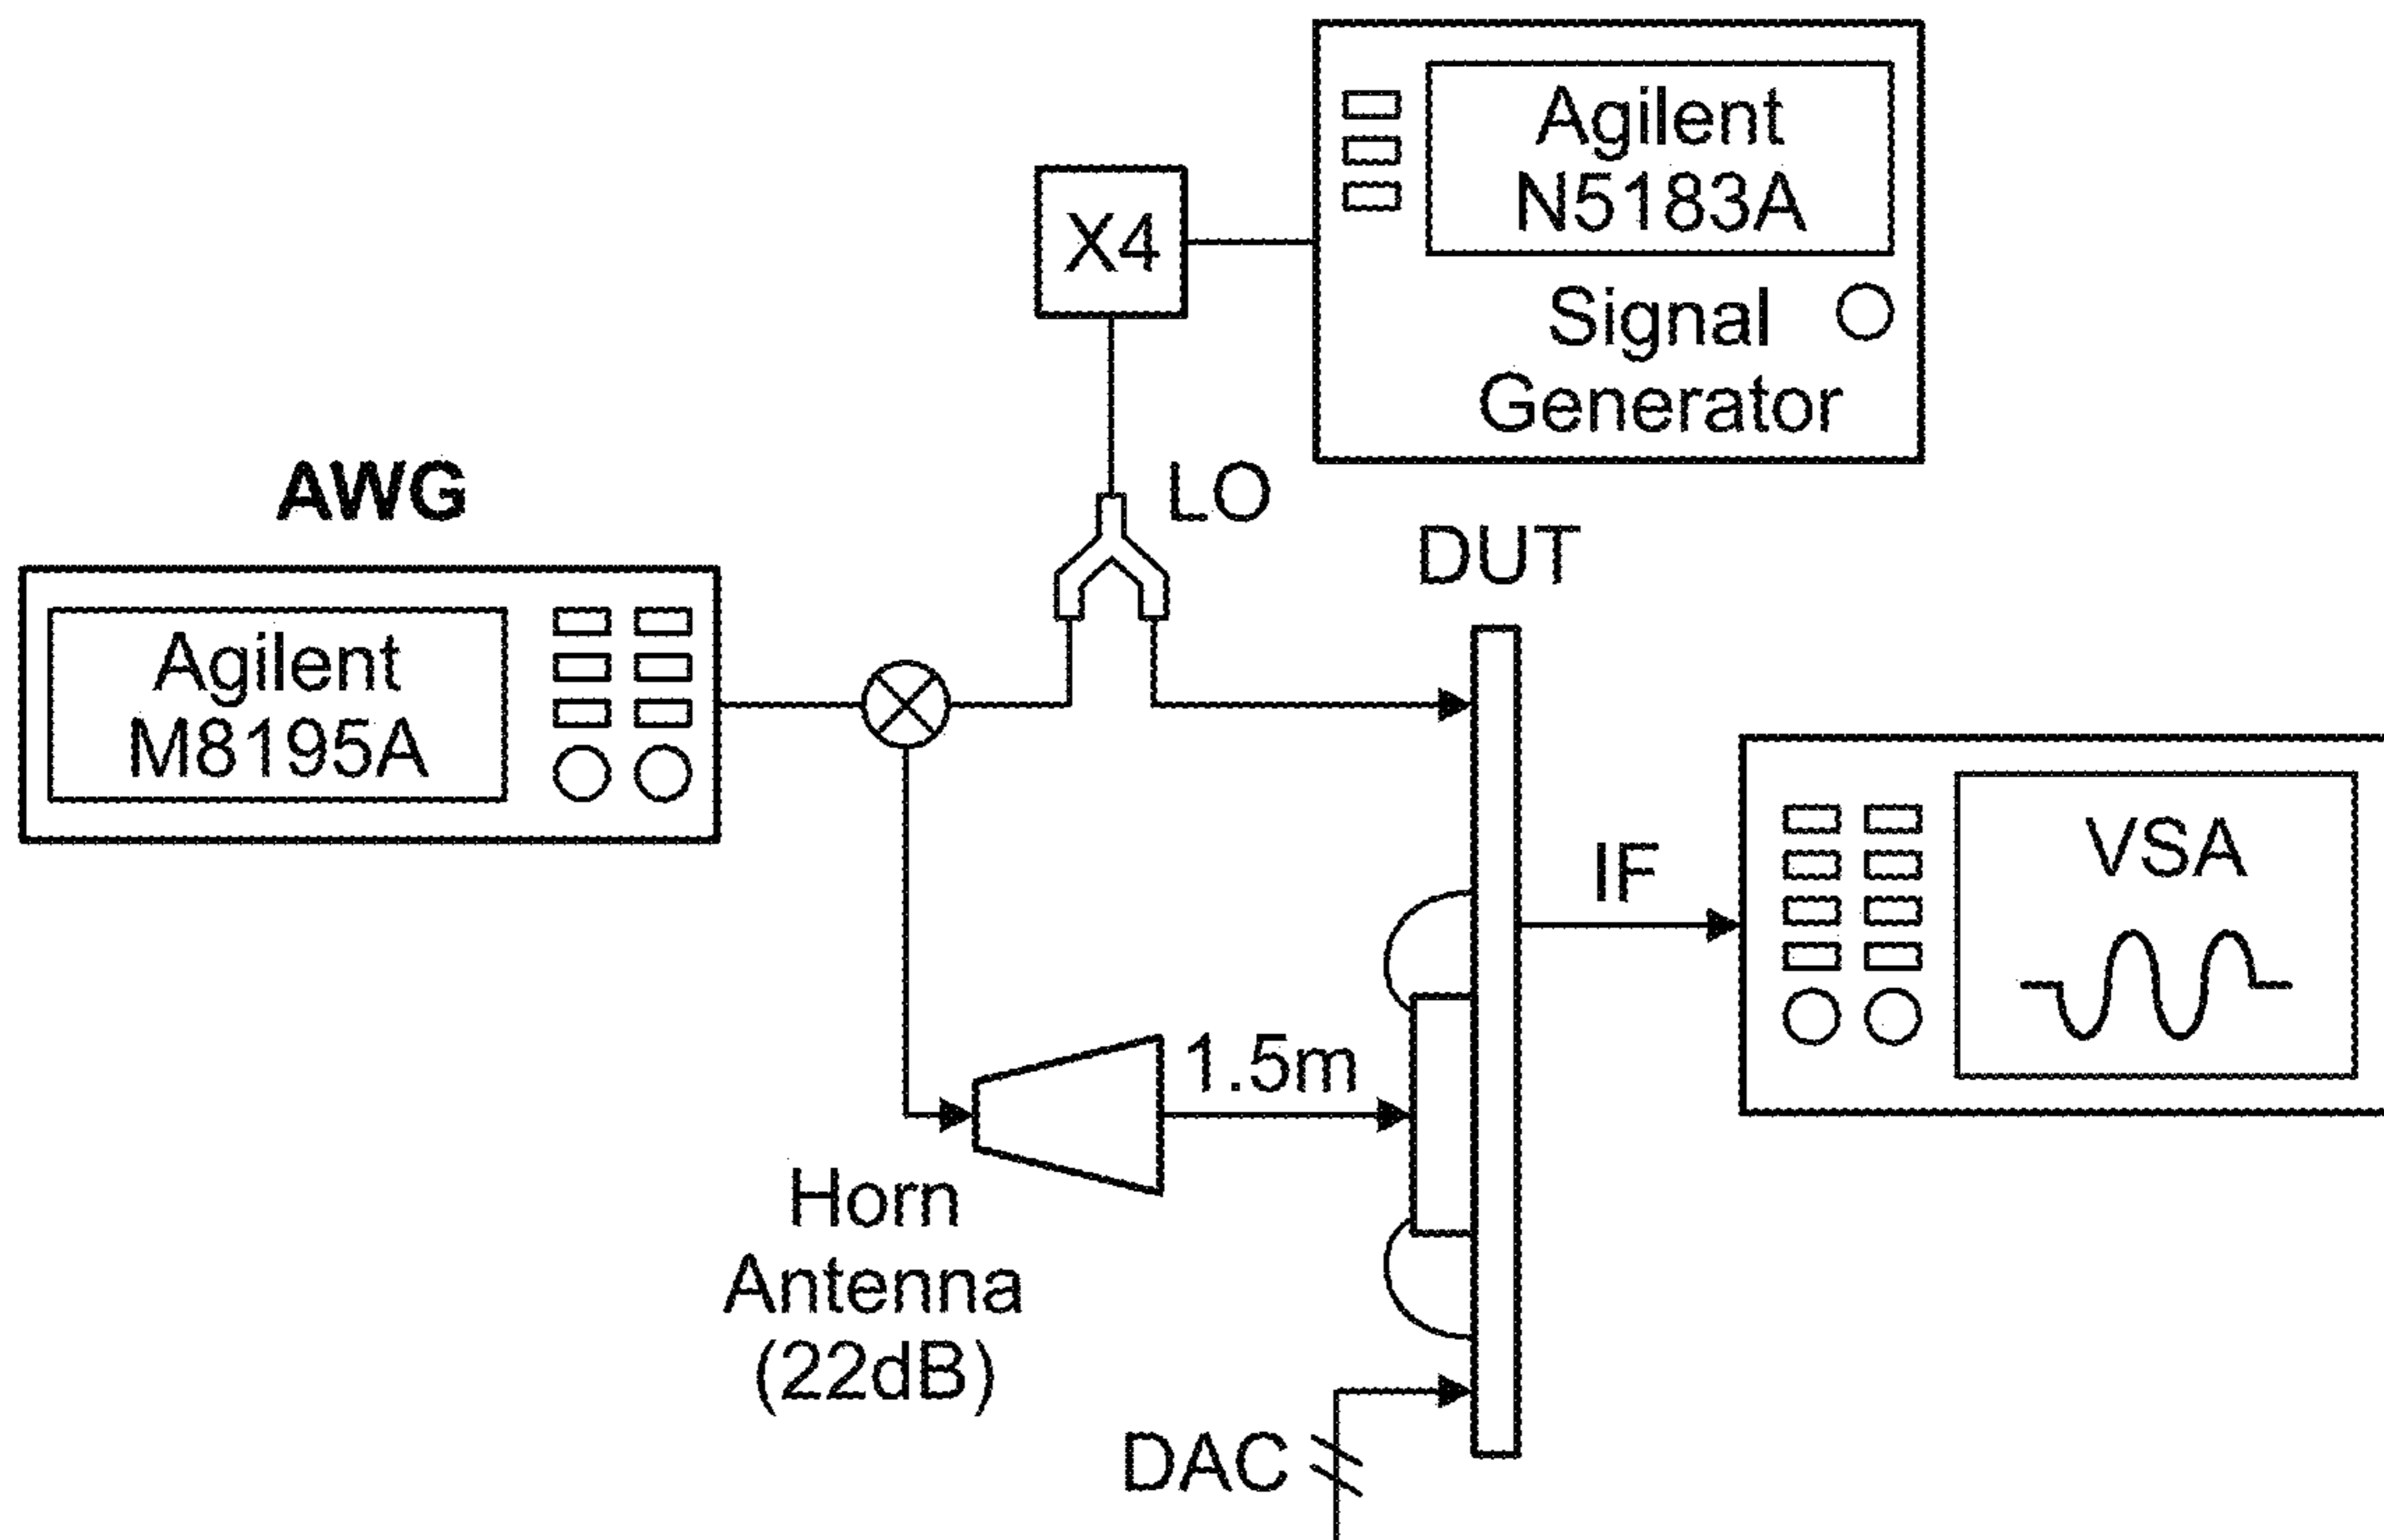 Agilent
N5183A
Signal
Generator
X4
LO
AWG
Agilent
M8195A
DUT
IF
VSA
1.5m
Horn
Antenna
(22dB)
DAC